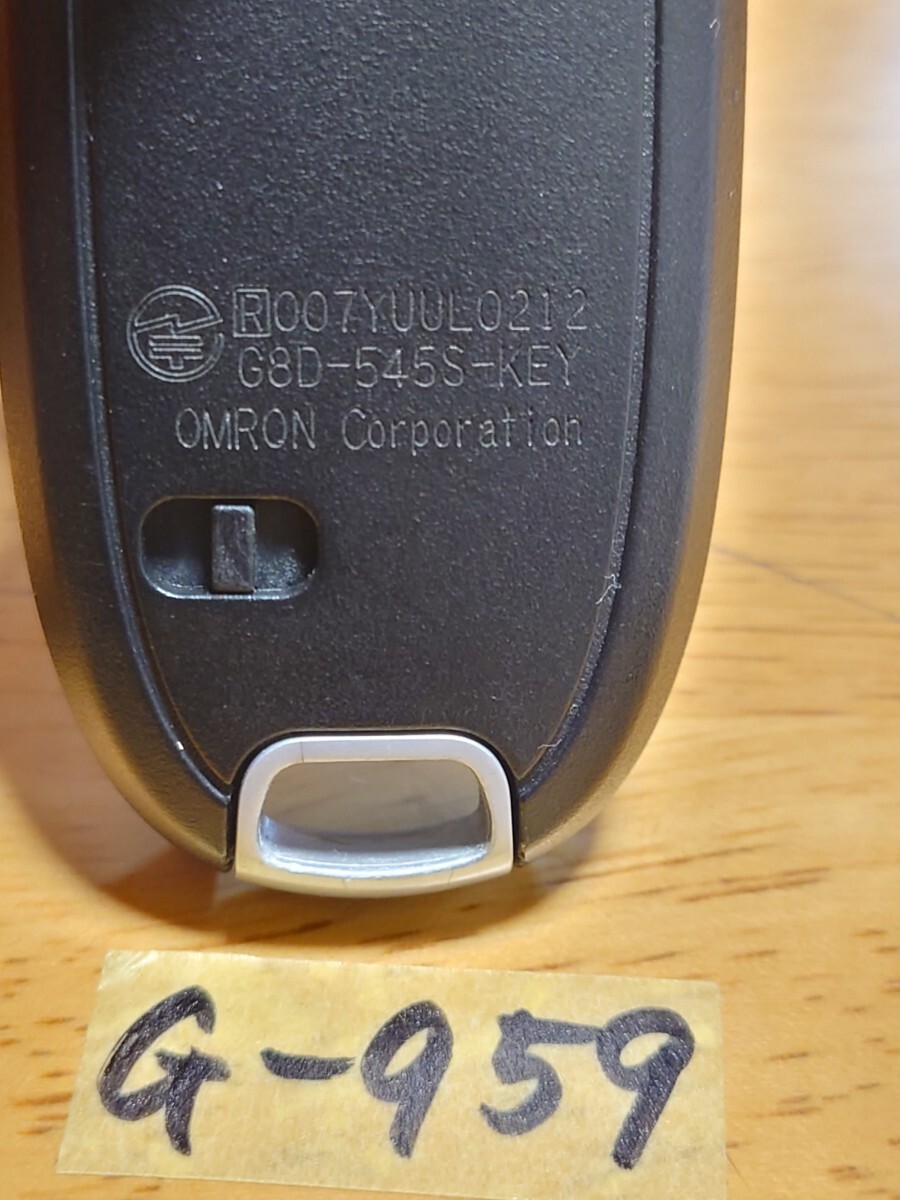 R007YUUL0212
G8D-545S-KEY
OMRON Corporation
G-959